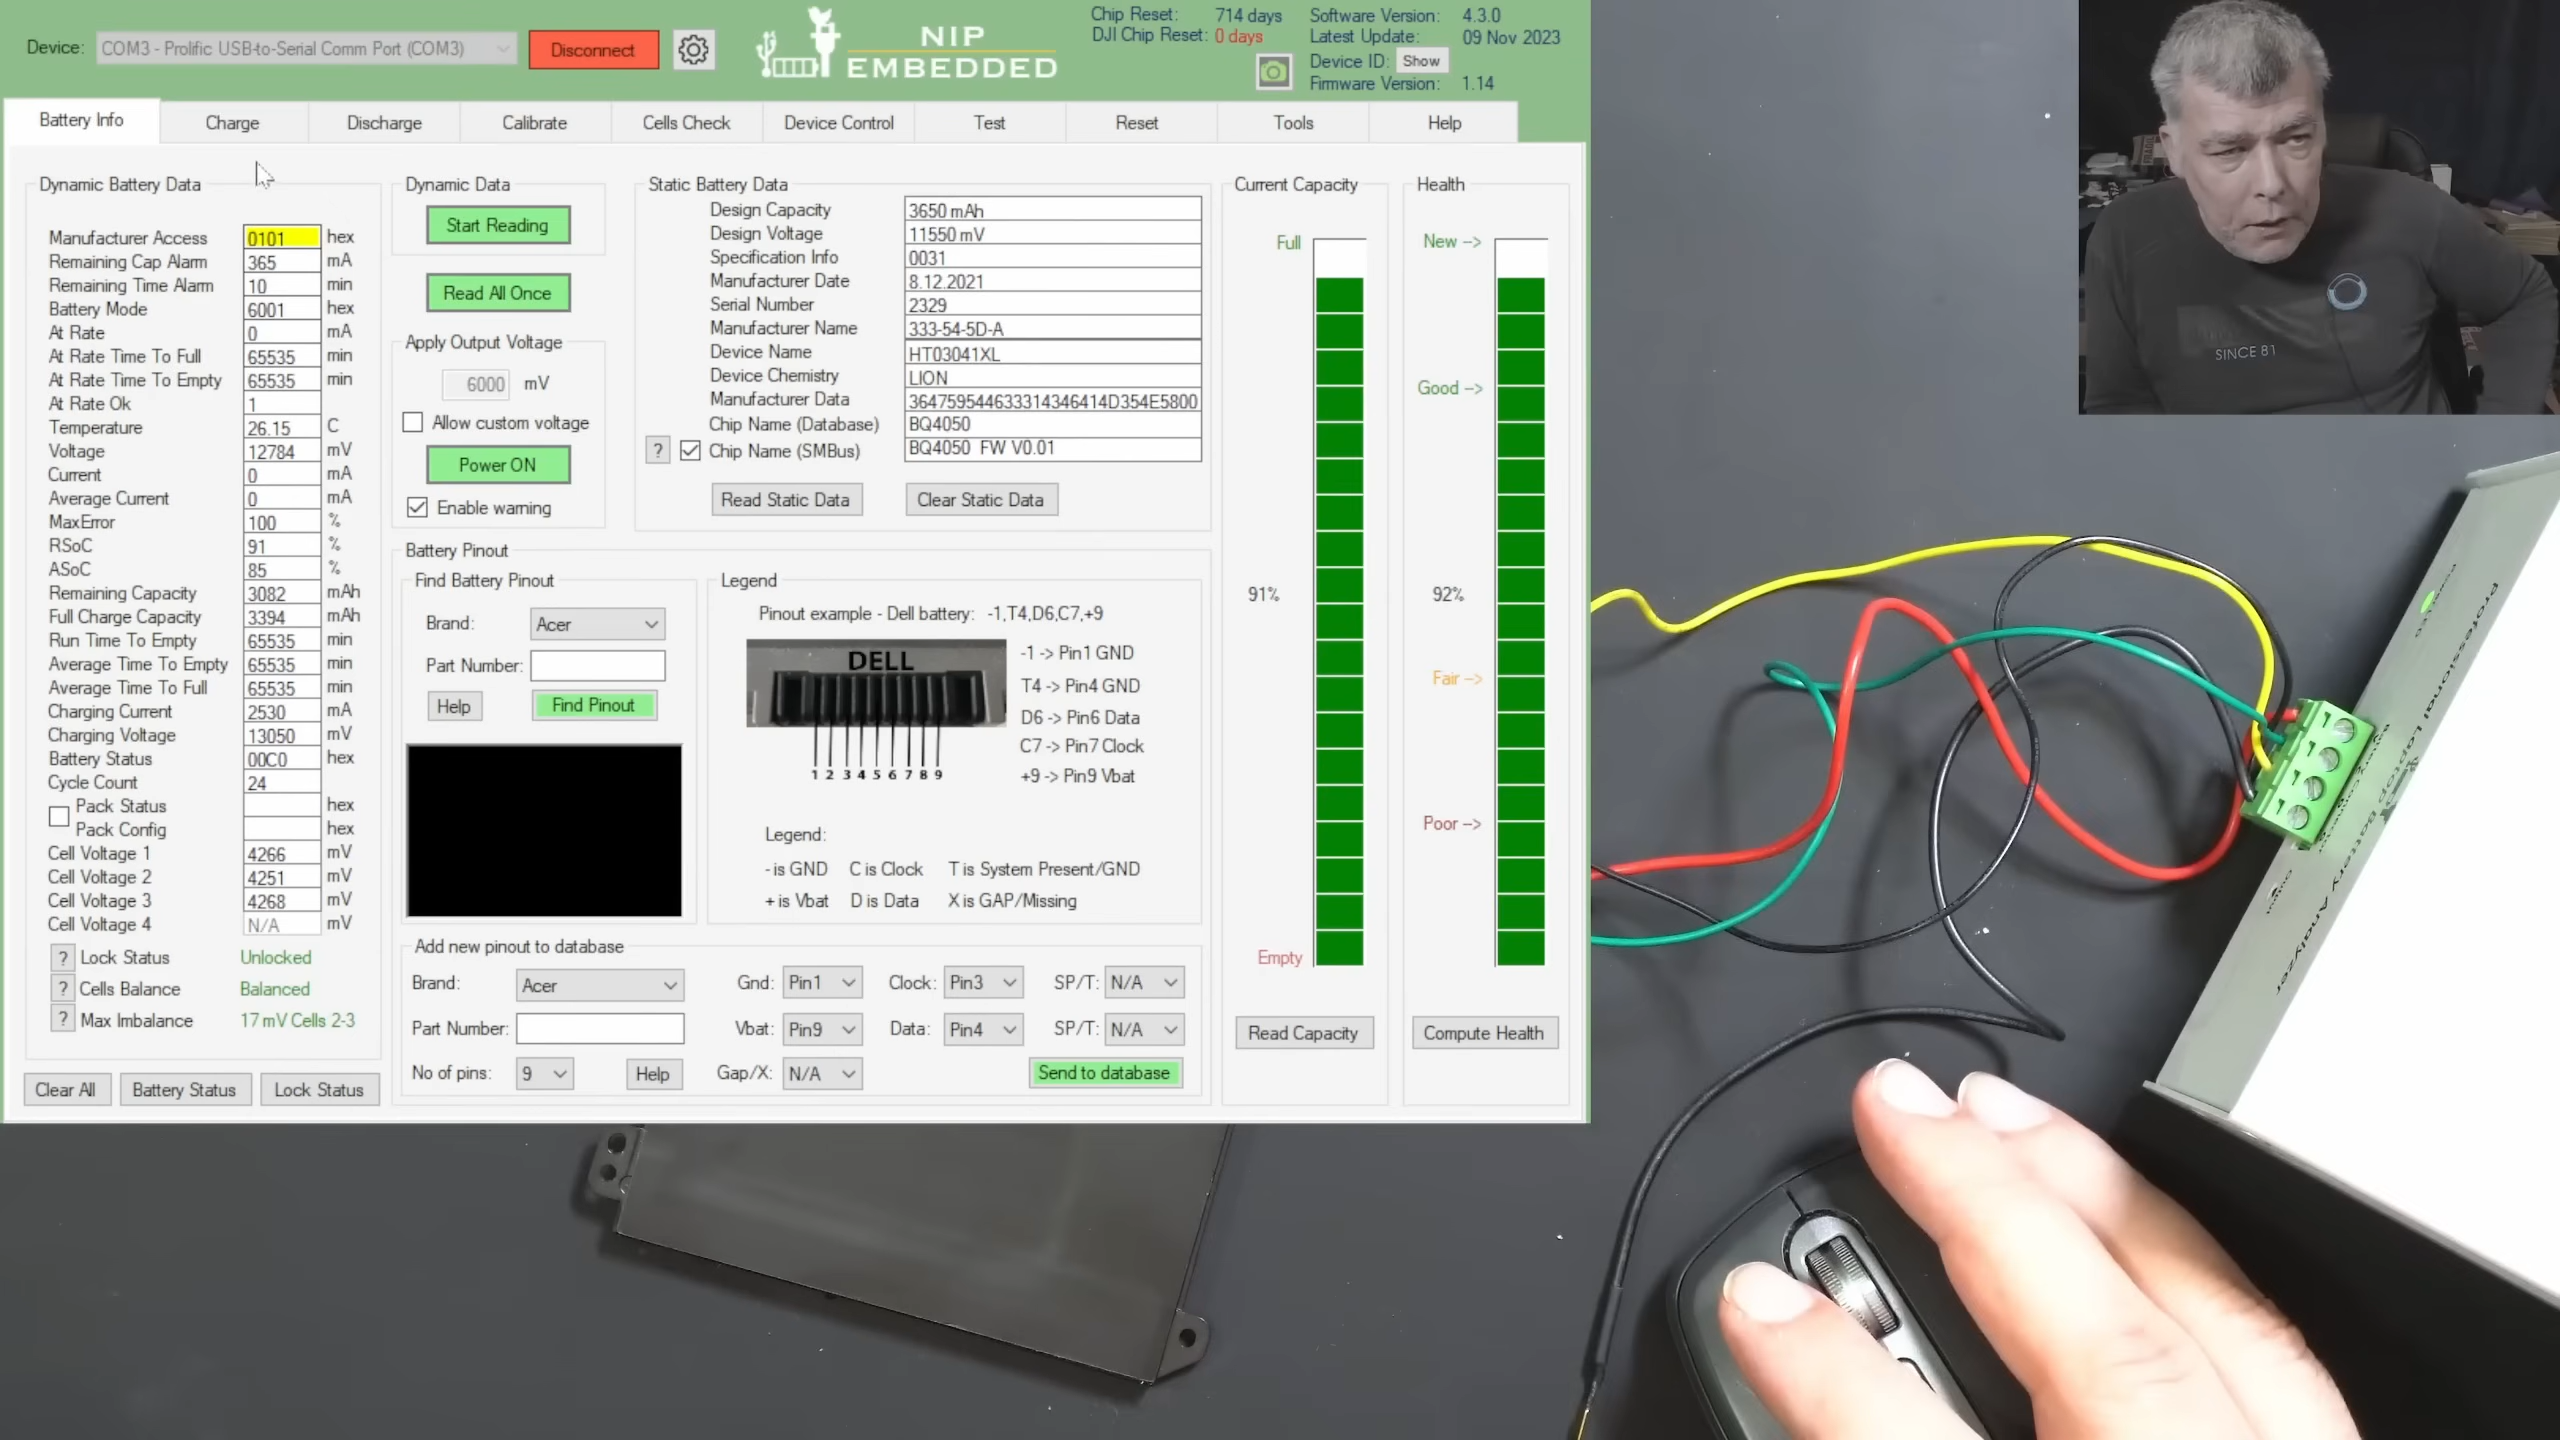 Device: COM3 - Prolific USB-to-Serial Comm Port (COM3) Disconnect
NIP
EMBEDDED
Chip Reset: 714 days
DJI Chip Reset: 0 days
Software Version: 4.3.0
Latest Update: 09 Nov 2023
Device ID: Show
Firmware Version: 1.14
Battery Info Charge Discharge Calibrate Cells Check Device Control Test Reset Tools Help
Dynamic Battery Data
Manufacturer Access 0101 hex
Remaining Cap Alarm 365 mA
Remaining Time Alarm 10 min
Battery Mode 6001 hex
At Rate 0 mA
At Rate Time To Full 65535 min
At Rate Time To Empty 65535 min
At Rate Ok 1
Temperature 26.15 C
Voltage 12784 mV
Current 0 mA
Average Current 0 mA
MaxError 100 %
RSoC 91 %
ASoC 85 %
Remaining Capacity 3082 mAh
Full Charge Capacity 3394 mAh
Run Time To Empty 65535 min
Average Time To Empty 65535 min
Average Time To Full 65535 min
Charging Current 2530 mA
Charging Voltage 13050 mV
Battery Status 00C0 hex
Cycle Count 24
Pack Status hex
Pack Config hex
Cell Voltage 1 4266 mV
Cell Voltage 2 4251 mV
Cell Voltage 3 4268 mV
Cell Voltage 4 N/A mV
? Lock Status Unlocked
? Cells Balance Balanced
? Max Imbalance 17 mV Cells 2-3
Clear All Battery Status Lock Status
Dynamic Data
Start Reading
Read All Once
Apply Output Voltage
6000 mV
Allow custom voltage
Power ON
Enable warning
Static Battery Data
Design Capacity 3650 mAh
Design Voltage 11550 mV
Specification Info 0031
Manufacturer Date 8.12.2021
Serial Number 2329
Manufacturer Name 333-54-5D-A
Device Name HT03041XL
Device Chemistry LION
Manufacturer Data 364759544633314346414D354E5800
Chip Name (Database) BQ4050
? Chip Name (SMBus) BQ4050 FW V0.01
Read Static Data Clear Static Data
Battery Pinout
Find Battery Pinout
Brand: Acer
Part Number:
Help Find Pinout
Legend
Pinout example - Dell battery: -1,T4,D6,C7,+9
DELL
1 2 3 4 5 6 7 8 9
-1 -> Pin1 GND
T4 -> Pin4 GND
D6 -> Pin6 Data
C7 -> Pin7 Clock
+9 -> Pin9 Vbat
Legend:
- is GND C is Clock T is System Present/GND
+ is Vbat D is Data X is GAP/Missing
Add new pinout to database
Brand: Acer Gnd: Pin1 Clock: Pin3 SP/T: N/A
Part Number: Vbat: Pin9 Data: Pin4 SP/T: N/A
No of pins: 9 Help Gap/X: N/A Send to database
Current Capacity
Full
91%
Empty
Read Capacity
Health
New -->
Good -->
92%
Fair -->
Poor -->
Compute Health
SINCE 81
Professional Laptop Battery Analyzer